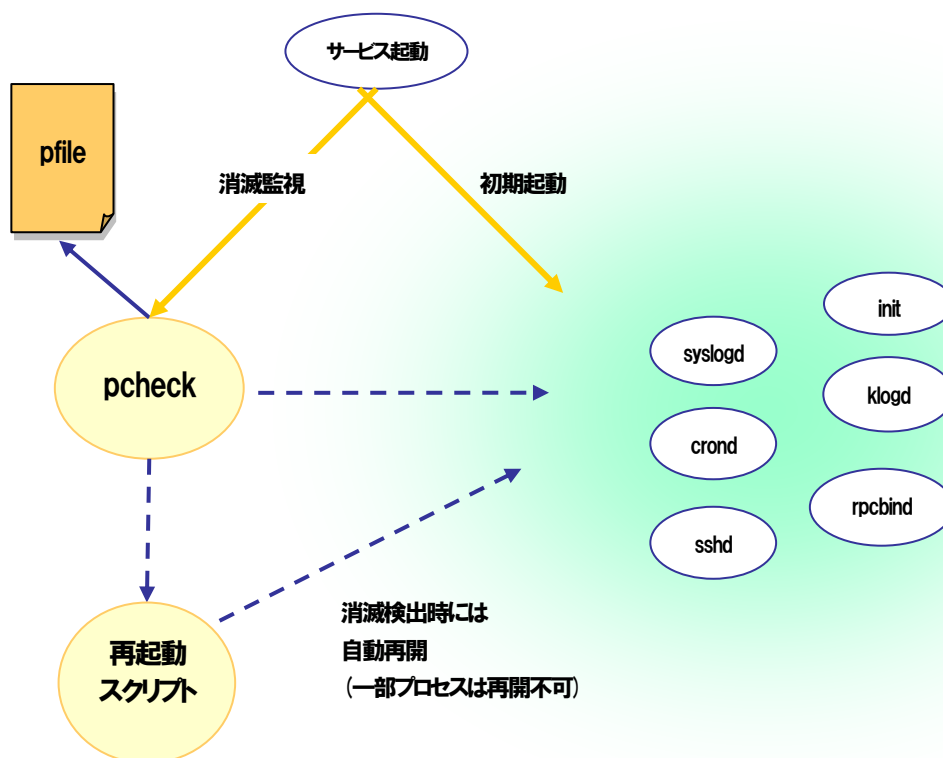 サービス起動
pfile
消滅監視
初期起動
init
syslogd
pcheck
klogd
crond
rpcbind
sshd
消滅検出時には
自動再開
(一部プロセスは再開不可)
再起動
スクリプト